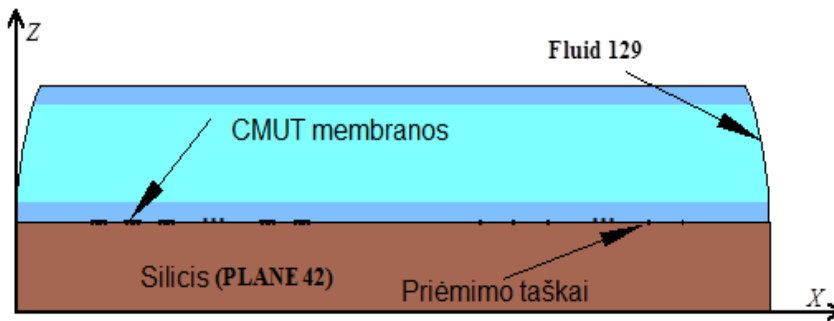 Z
Fluid 129
CMUT membranos
Silicis (PLANE 42)
Priėmimo taškai
X